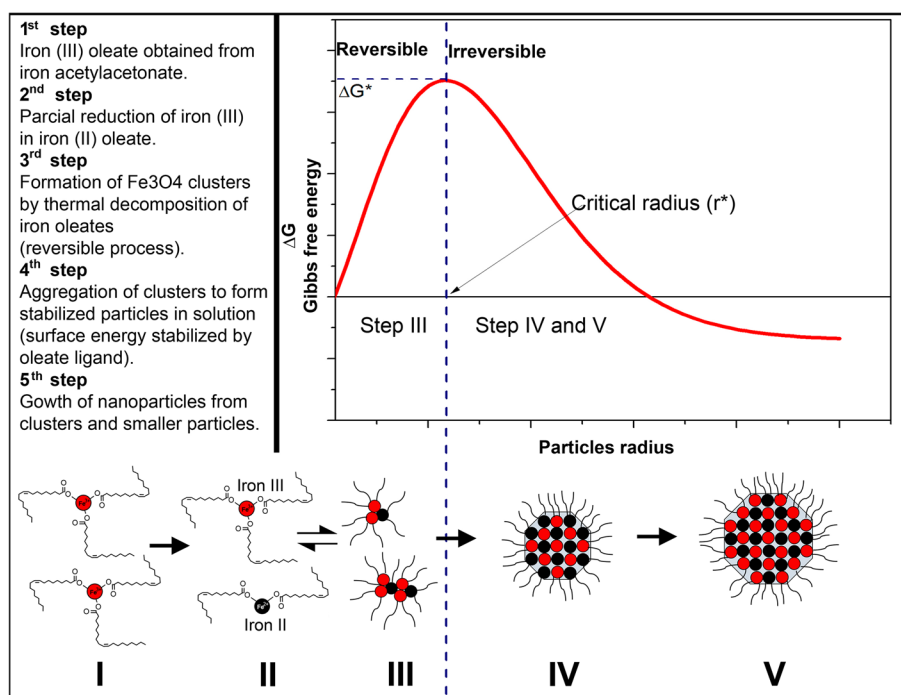 1st step
Iron (III) oleate obtained from
iron acetylacetonate.
2nd step
Parcial reduction of iron (III)
in iron (II) oleate.
3rd step
Formation of Fe3O4 clusters
by thermal decomposition of
iron oleates
(reversible process).
4th step
Aggregation of clusters to form
stabilized particles in solution
(surface energy stabilized by
oleate ligand).
5th step
Gowth of nanoparticles from
clusters and smaller particles.
Reversible
Irreversible
ΔG*
Critical radius (r*)
ΔG
Gibbs free energy
Step III
Step IV and V
Particles radius
Iron III
Iron II
I
II
III
IV
V